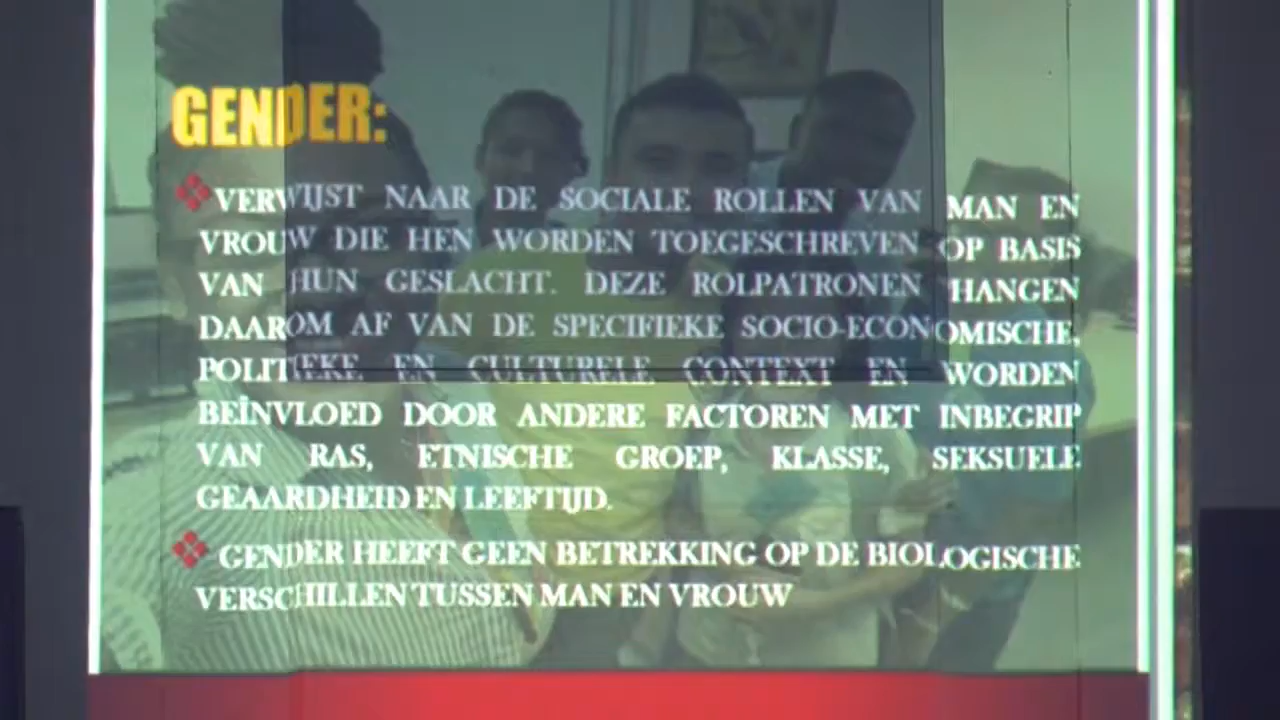 GENDER:
VERWIJST NAAR DE SOCIALE ROLLEN VAN MAN EN
VROUW DIE HEN WORDEN TOEGESCHREVEN OP BASIS
VAN HUN GESLACHT. DEZE ROLPATRONEN HANGEN
DAAROM AF VAN DE SPECIFIEKE SOCIO-ECONOMISCHE,
POLITIEKE EN CULTURELE CONTEXT EN WORDEN
BEÏNVLOED DOOR ANDERE FACTOREN MET INBEGRIP
VAN RAS, ETNISCHE GROEP, KLASSE, SEKSUELE
GEAARDHEID EN LEEFTIJD.
GENDER HEEFT GEEN BETREKKING OP DE BIOLOGISCHE
VERSCHILLEN TUSSEN MAN EN VROUW